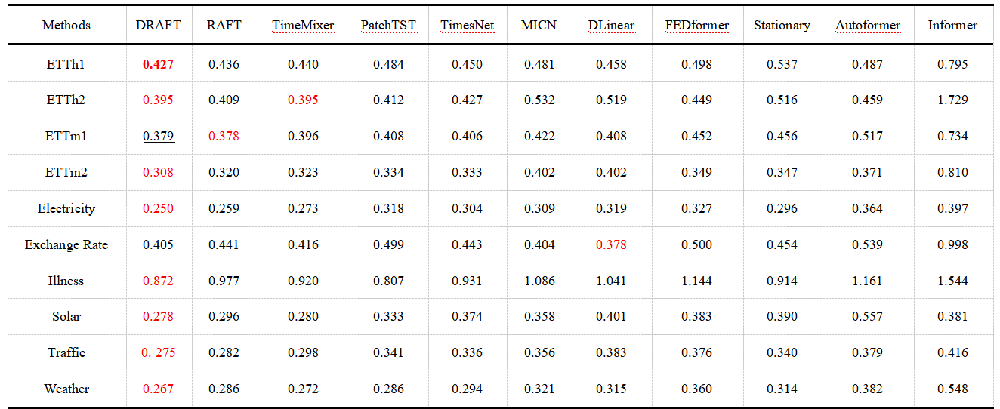 Methods DRAFT RAFT TimeMixer PatchTST TimesNet MICN DLinear FEDformer Stationary Autoformer Informer
ETTh1 0.427 0.436 0.440 0.484 0.450 0.481 0.458 0.498 0.537 0.487 0.795
ETTh2 0.395 0.409 0.395 0.412 0.427 0.532 0.519 0.449 0.516 0.459 1.729
ETTm1 0.379 0.378 0.396 0.408 0.406 0.422 0.408 0.452 0.456 0.517 0.734
ETTm2 0.308 0.320 0.323 0.334 0.333 0.402 0.402 0.349 0.347 0.371 0.810
Electricity 0.250 0.259 0.273 0.318 0.304 0.309 0.319 0.327 0.296 0.364 0.397
Exchange Rate 0.405 0.441 0.416 0.499 0.443 0.404 0.378 0.500 0.454 0.539 0.998
Illness 0.872 0.977 0.920 0.807 0.931 1.086 1.041 1.144 0.914 1.161 1.544
Solar 0.278 0.296 0.280 0.333 0.374 0.358 0.401 0.383 0.390 0.557 0.381
Traffic 0. 275 0.282 0.298 0.341 0.336 0.356 0.383 0.376 0.340 0.379 0.416
Weather 0.267 0.286 0.272 0.286 0.294 0.321 0.315 0.360 0.314 0.382 0.548